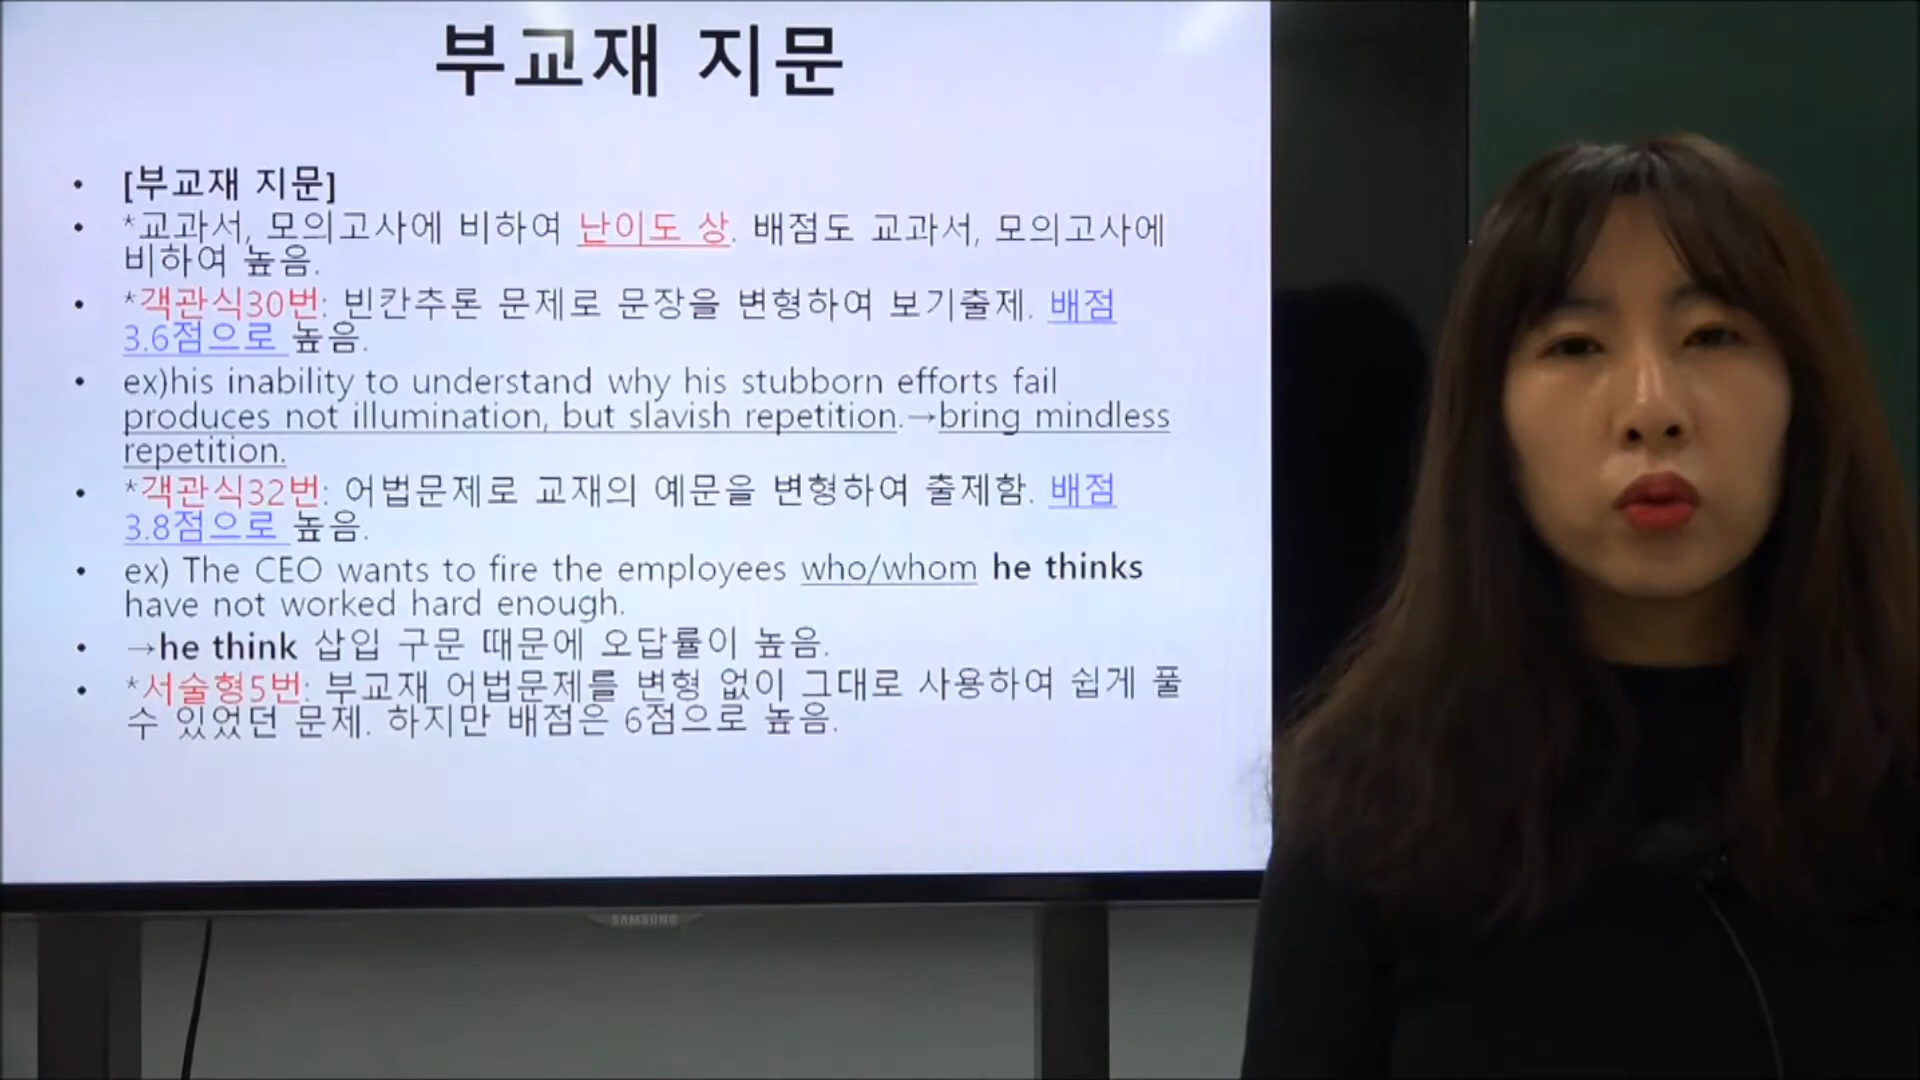 부교재 지문
• [부교재 지문]
• *교과서, 모의고사에 비하여 난이도 상. 배점도 교과서, 모의고사에
비하여 높음.
• *객관식30번: 빈칸추론 문제로 문장을 변형하여 보기출제. 배점
3.6점으로 높음.
• ex)his inability to understand why his stubborn efforts fail
produces not illumination, but slavish repetition.→bring mindless
repetition.
• *객관식32번: 어법문제로 교재의 예문을 변형하여 출제함. 배점
3.8점으로 높음.
• ex) The CEO wants to fire the employees who/whom he thinks
have not worked hard enough.
• →he think 삽입 구문 때문에 오답률이 높음.
• *서술형5번: 부교재 어법문제를 변형 없이 그대로 사용하여 쉽게 풀
수 있었던 문제. 하지만 배점은 6점으로 높음.
SAMSUNG